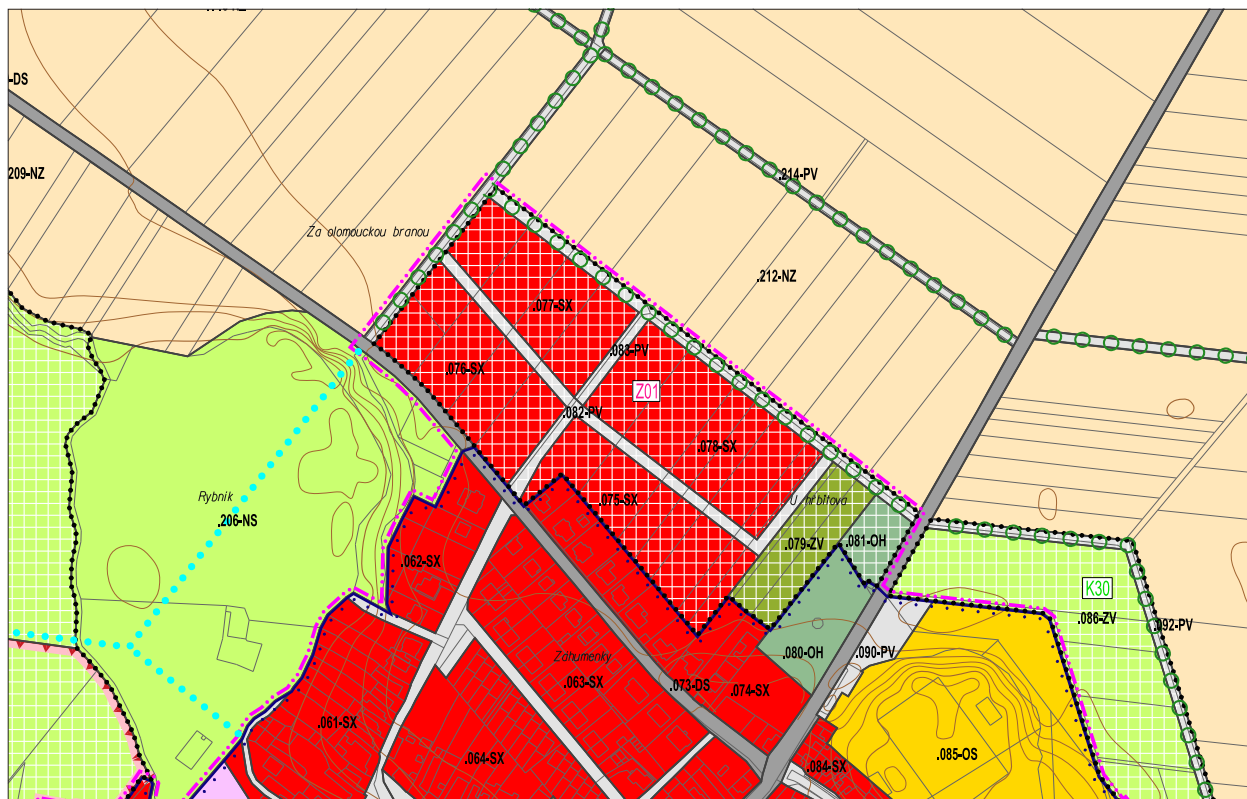 -DS
209-NZ
.214-PV
Za olomouckou branou
.212-NZ
.077-SX
.083-PV
.076-SX
Z01
.082-PV
.078-SX
Rybník
.206-NS
.075-SX
U hřbitova
.079-ZV
.081-OH
.062-SX
K30
.086-ZV
.092-PV
.080-OH
.090-PV
Záhumenky
.063-SX
.073-DS
.074-SX
.061-SX
.064-SX
.084-SX
.085-OS